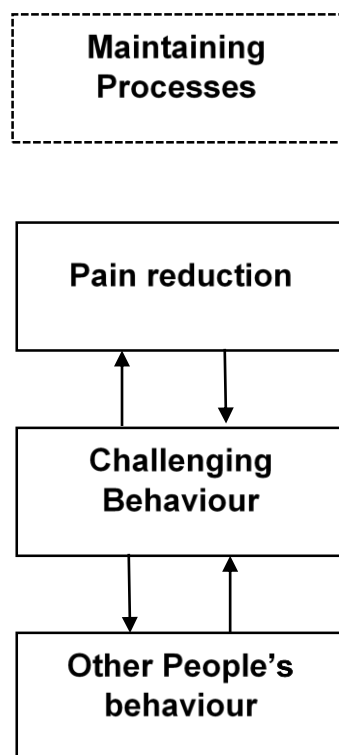 Maintaining
Processes
Pain reduction
Challenging
Behaviour
Other People’s
behaviour